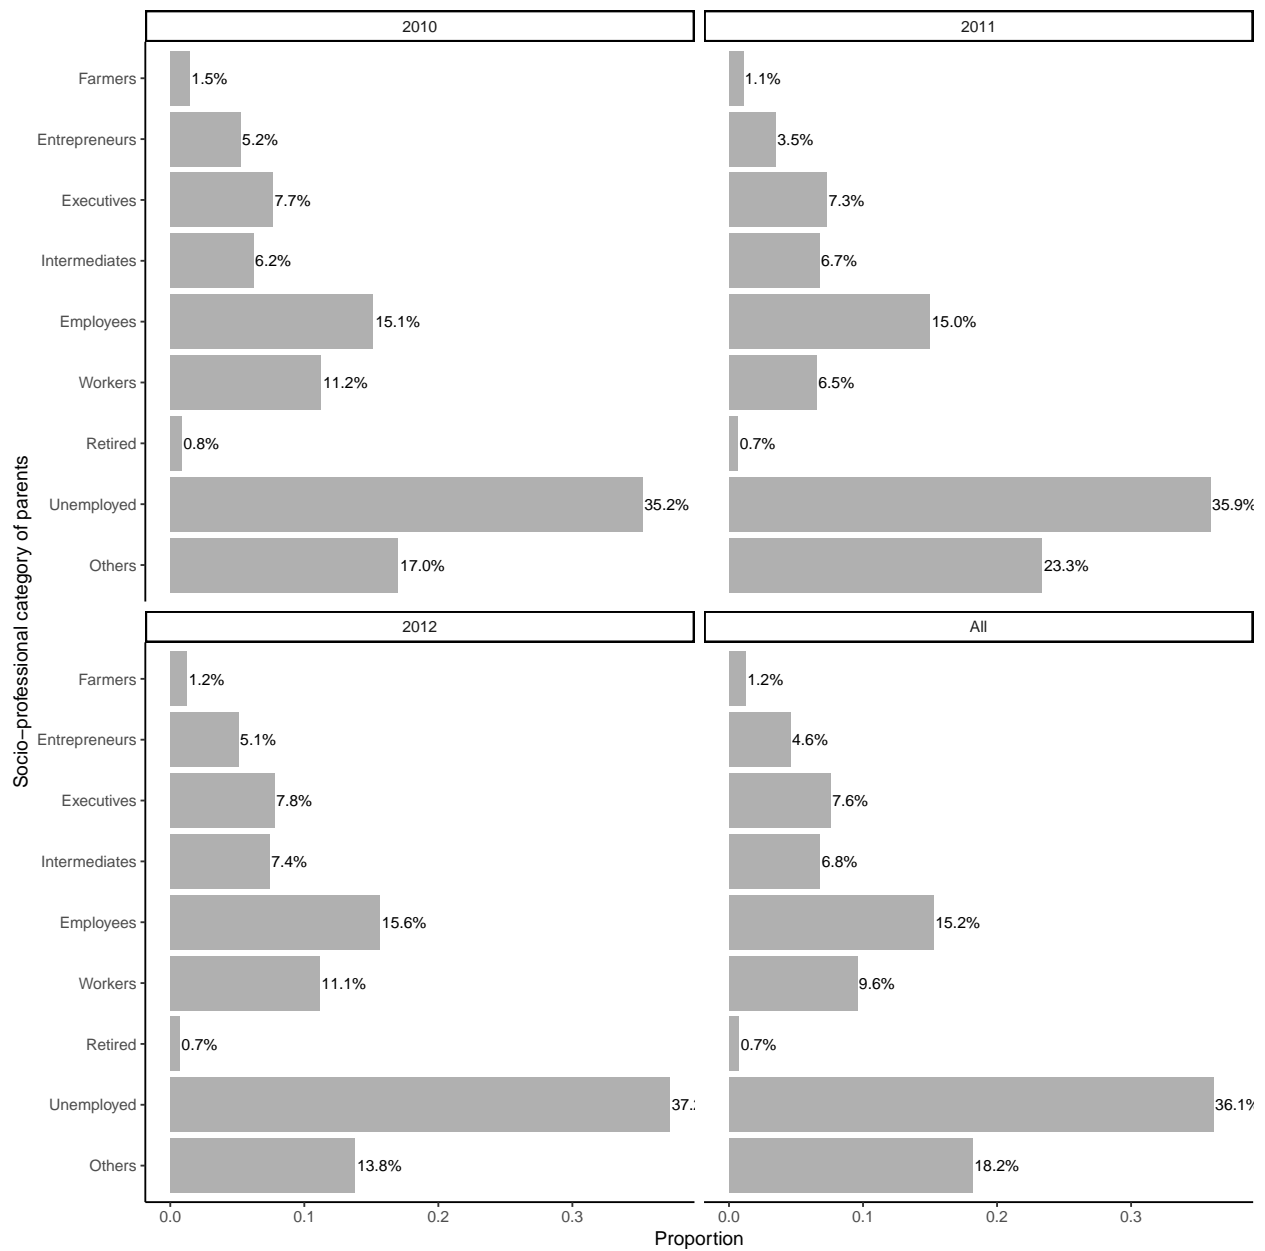 2010
2011
Farmers
1.5%
1.1%
Entrepreneurs
5.2%
3.5%
Executives
7.7%
7.3%
Intermediates
6.2%
6.7%
Employees
15.1%
15.0%
Workers
11.2%
6.5%
Retired
0.8%
0.7%
Unemployed
35.2%
35.9%
Others
17.0%
23.3%
Socio−professional category of parents
2012
All
Farmers
1.2%
1.2%
Entrepreneurs
5.1%
4.6%
Executives
7.8%
7.6%
Intermediates
7.4%
6.8%
Employees
15.6%
15.2%
Workers
11.1%
9.6%
Retired
0.7%
0.7%
Unemployed
36.1%
Others
13.8%
18.2%
0.0 0.1 0.2 0.3
0.0 0.1 0.2 0.3
Proportion